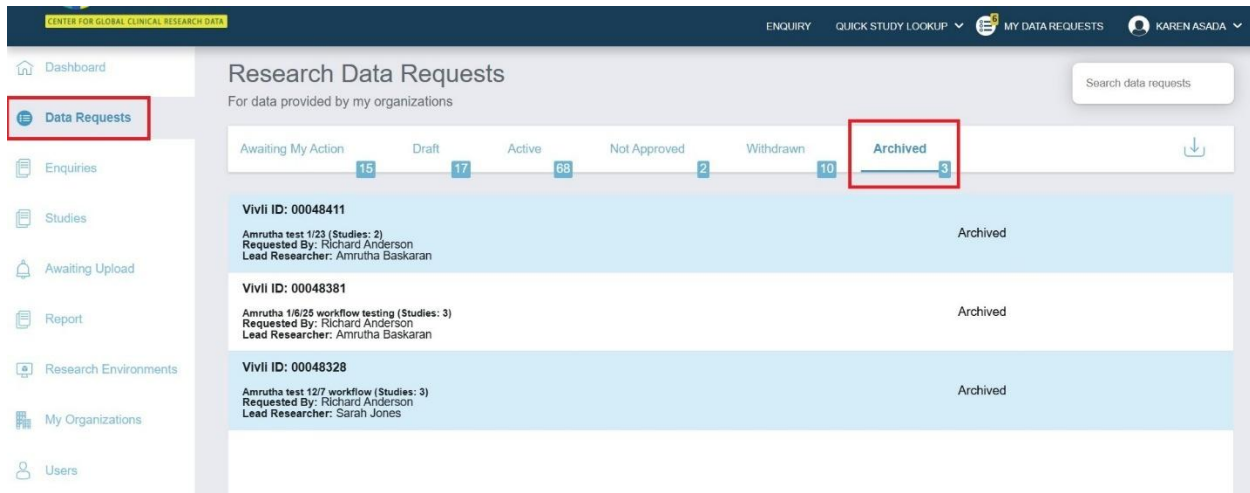 CENTER FOR GLOBAL CLINICAL RESEARCH DATA
ENQUIRY QUICK STUDY LOOKUP 6 MY DATA REQUESTS KAREN ASADA
Dashboard
Data Requests
Enquiries
Studies
Awaiting Upload
Report
Research Environments
My Organizations
Users
Research Data Requests
For data provided by my organizations
Search data requests
Awaiting My Action 15
Draft 17
Active 68
Not Approved 2
Withdrawn 10
Archived 3
Vivli ID: 00048411
Amrutha test 1/23 (Studies: 2)
Requested By: Richard Anderson
Lead Researcher: Amrutha Baskaran
Archived
Vivli ID: 00048381
Amrutha 1/6/25 workflow testing (Studies: 3)
Requested By: Richard Anderson
Lead Researcher: Amrutha Baskaran
Archived
Vivli ID: 00048328
Amrutha test 12/7 workflow (Studies: 3)
Requested By: Richard Anderson
Lead Researcher: Sarah Jones
Archived